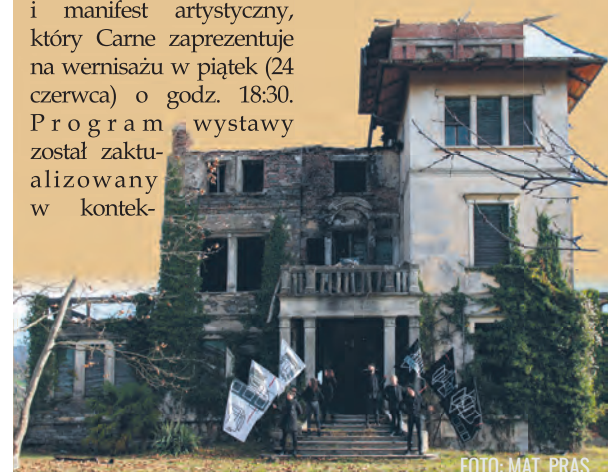 i manifest artystyczny,
który Carne zaprezentuje
na wernisażu w piątek (24
czerwca) o godz. 18:30.
Program wystawy
został zaktu-
alizowany
w kontek-
FOTO: MAT. PRAS.